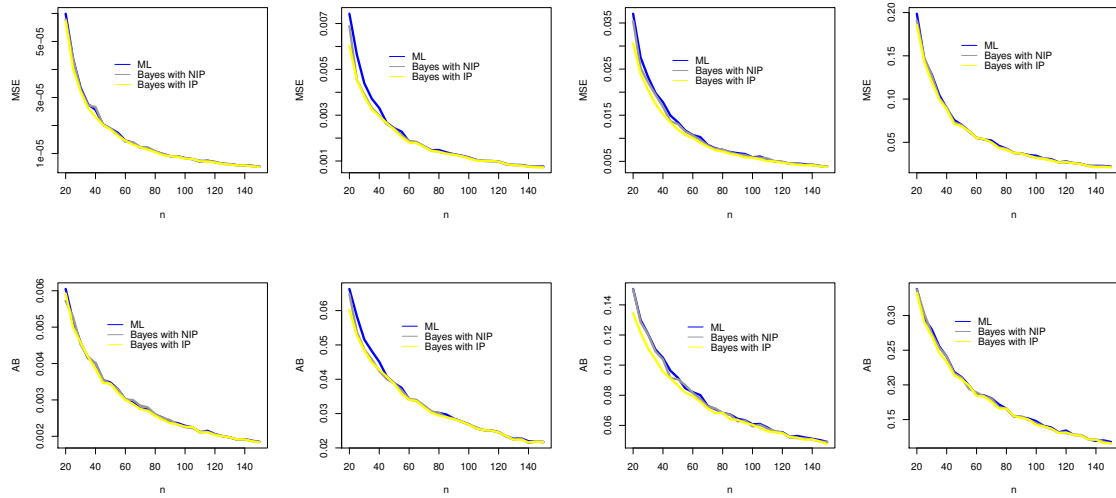 MSE
5e-05
3e-05
1e-05
ML
Bayes with NIP
Bayes with IP
20 40 60 80 100 120 140
n
MSE
0.007
0.005
0.003
0.001
ML
Bayes with NIP
Bayes with IP
20 40 60 80 100 120 140
n
MSE
0.035
0.025
0.015
0.005
ML
Bayes with NIP
Bayes with IP
20 40 60 80 100 120 140
n
MSE
0.20
0.15
0.10
0.05
ML
Bayes with NIP
Bayes with IP
20 40 60 80 100 120 140
n
AB
0.006
0.005
0.004
0.003
0.002
ML
Bayes with NIP
Bayes with IP
20 40 60 80 100 120 140
n
AB
0.06
0.05
0.04
0.03
0.02
ML
Bayes with NIP
Bayes with IP
20 40 60 80 100 120 140
n
AB
0.14
0.12
0.10
0.08
0.06
ML
Bayes with NIP
Bayes with IP
20 40 60 80 100 120 140
n
AB
0.30
0.25
0.20
0.15
ML
Bayes with NIP
Bayes with IP
20 40 60 80 100 120 140
n